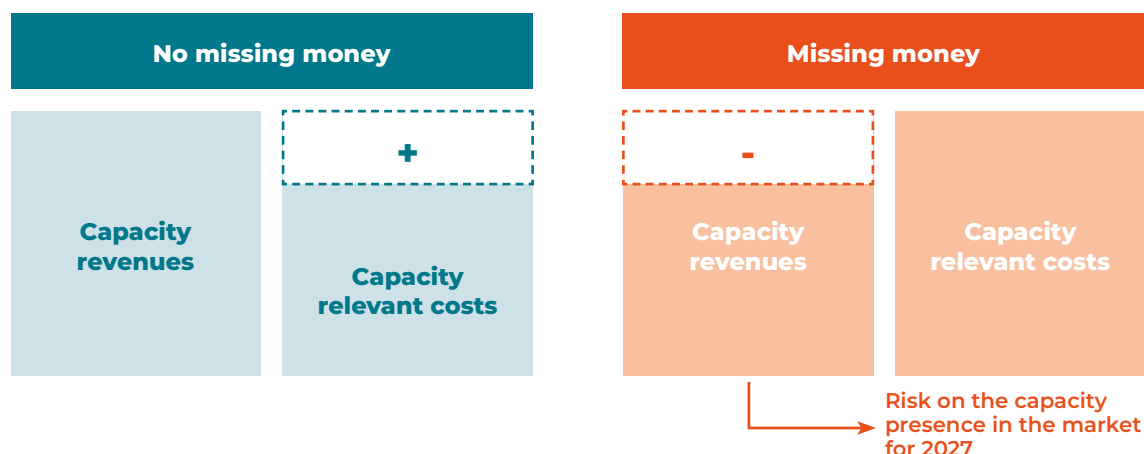 No missing money
Missing money
+
-
Capacity
revenues
Capacity
relevant costs
Capacity
revenues
Capacity
relevant costs
Risk on the capacity
presence in the market
for 2027